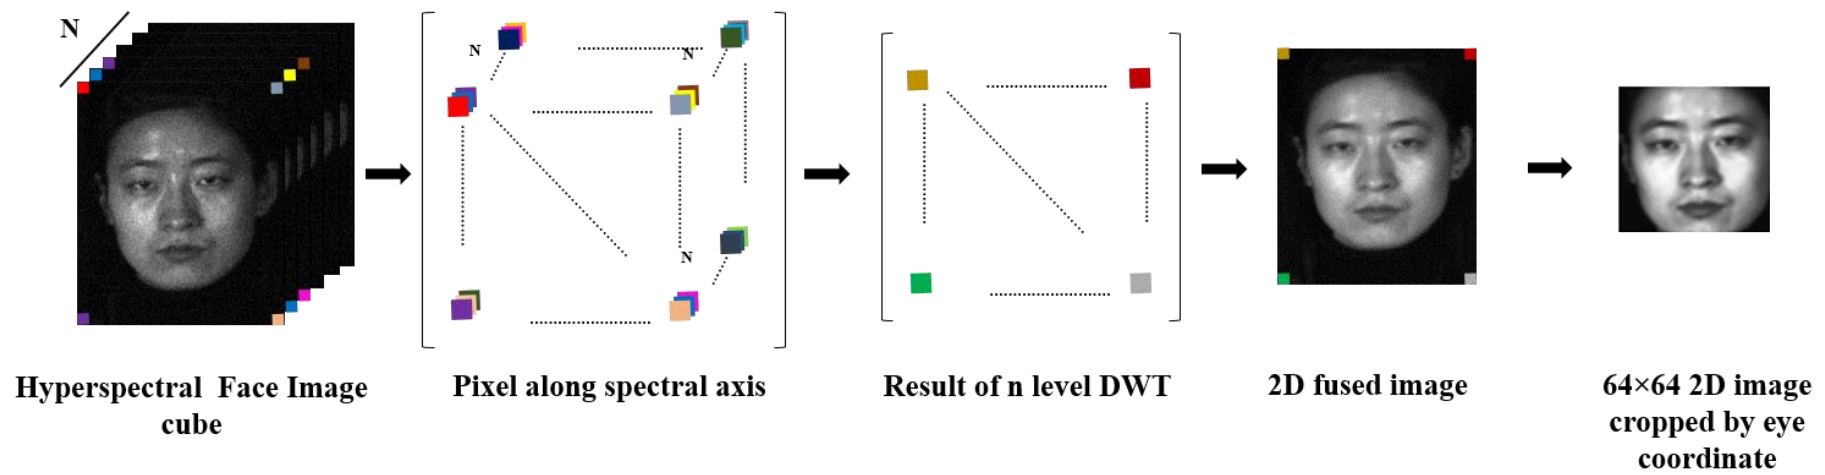 N
N
N
N
Hyperspectral Face Image
cube
Pixel along spectral axis
Result of n level DWT
2D fused image
64×64 2D image
cropped by eye
coordinate